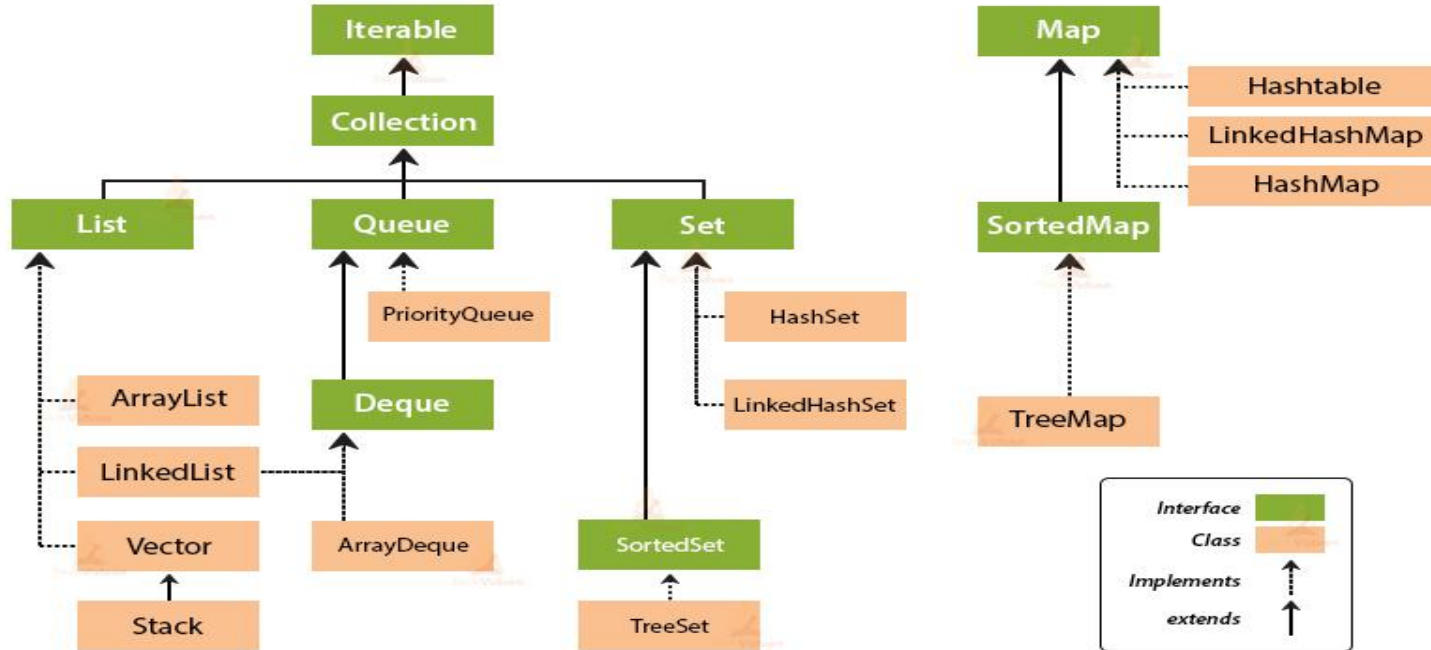 Iterable
Map
Hashtable
Collection
LinkedHashMap
HashMap
List
Queue
Set
SortedMap
PriorityQueue
HashSet
ArrayList
Deque
LinkedHashSet
TreeMap
LinkedList
Vector
ArrayDeque
SortedSet
Stack
TreeSet
Interface
Class
Implements
extends